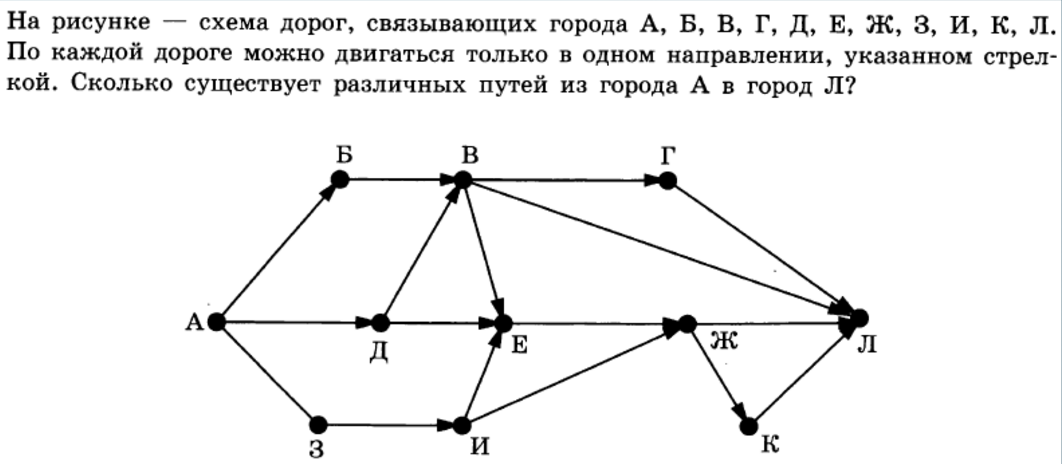 На рисунке — схема дорог, связывающих города А, Б, В, Г, Д, Е, Ж, З, И, К, Л.
По каждой дороге можно двигаться только в одном направлении, указанном стрел-
кой. Сколько существует различных путей из города А в город Л?
Б В Г
А Д Е Ж Л
З И К